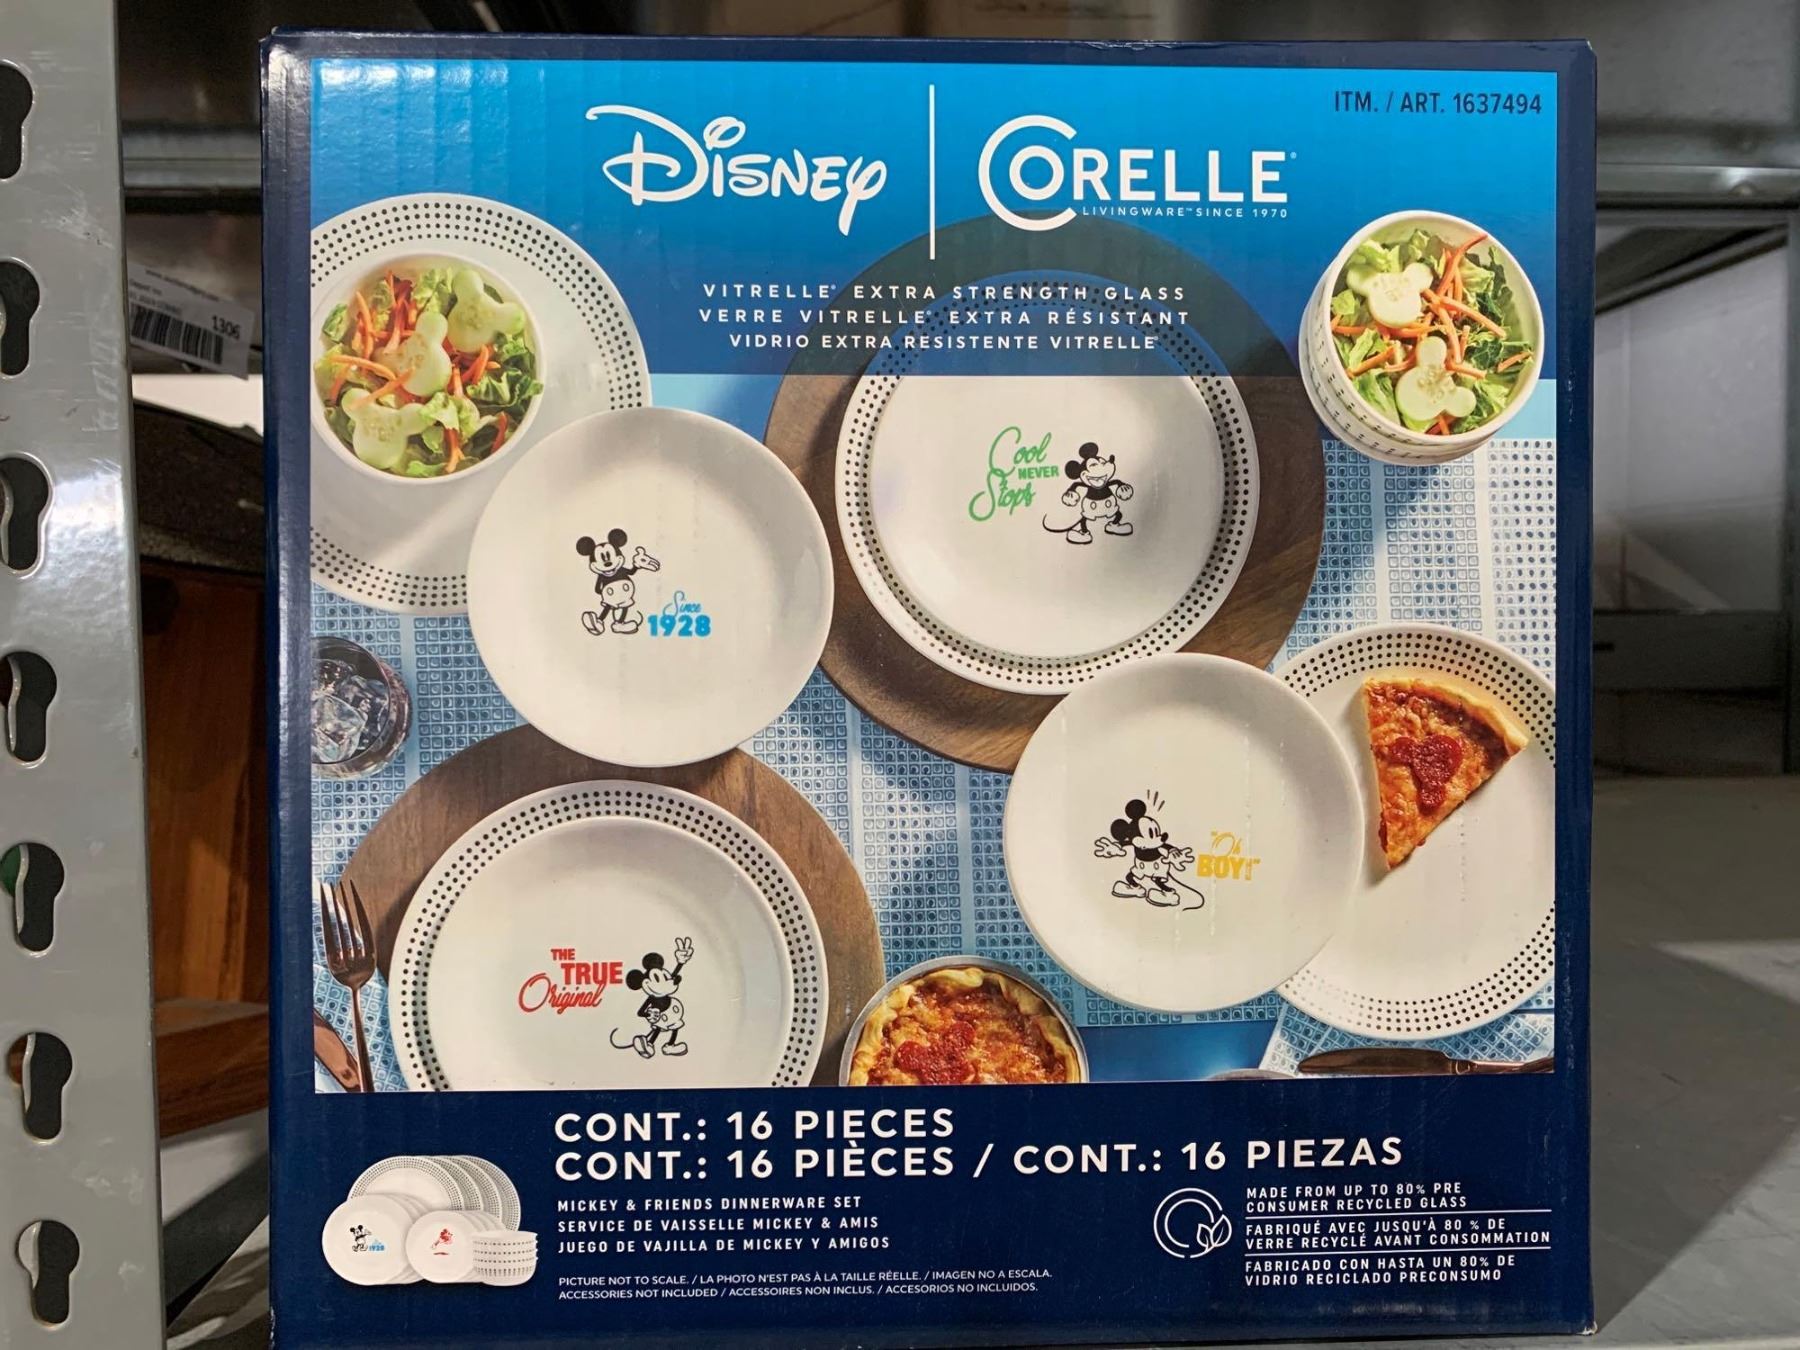 ITM. / ART. 1637494
DISNEY
CORELLE®
LIVINGWARE™ SINCE 1970
VITRELLE® EXTRA STRENGTH GLASS
VERRE VITRELLE® EXTRA RÉSISTANT
VIDRIO EXTRA RESISTENTE VITRELLE®
1306
Cool
NEVER
Stops
Since
1928
"Oh
BOY!"
THE
TRUE
Original
CONT.: 16 PIECES
CONT.: 16 PIÈCES / CONT.: 16 PIEZAS
MICKEY & FRIENDS DINNERWARE SET
SERVICE DE VAISSELLE MICKEY & AMIS
JUEGO DE VAJILLA DE MICKEY Y AMIGOS
PICTURE NOT TO SCALE. / LA PHOTO N'EST PAS À LA TAILLE RÉELLE. / IMAGEN NO A ESCALA.
ACCESSORIES NOT INCLUDED / ACCESSOIRES NON INCLUS. / ACCESORIOS NO INCLUIDOS.
1928
MADE FROM UP TO 80% PRE
CONSUMER RECYCLED GLASS
FABRIQUÉ AVEC JUSQU'À 80 % DE
VERRE RECYCLÉ AVANT CONSOMMATION
FABRICADO CON HASTA UN 80% DE
VIDRIO RECICLADO PRECONSUMO